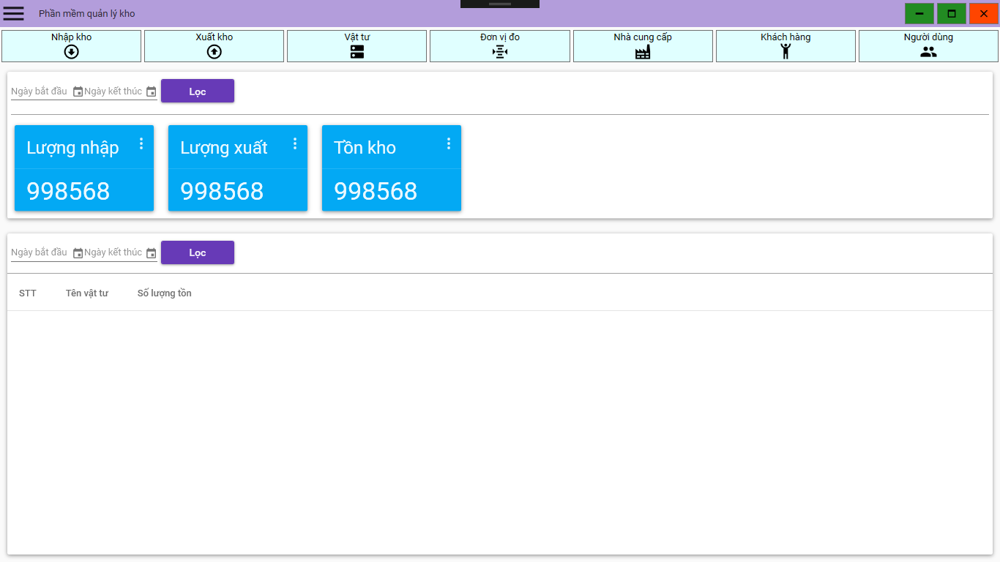 Phần mềm quản lý kho
Nhập kho Xuất kho Vật tư Đơn vị đo Nhà cung cấp Khách hàng Người dùng
Ngày bắt đầu Ngày kết thúc Lọc
Lượng nhập Lượng xuất Tồn kho
998568 998568 998568
Ngày bắt đầu Ngày kết thúc Lọc
STT Tên vật tư Số lượng tồn